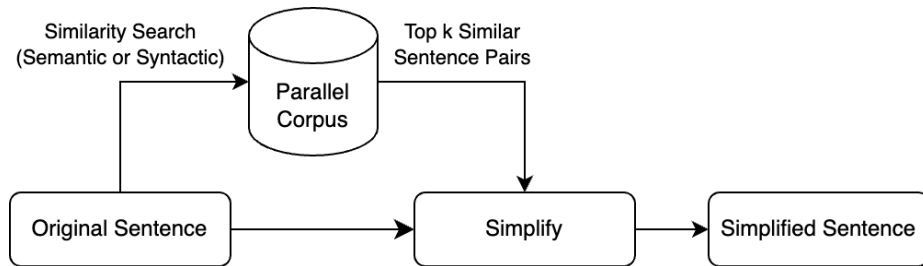 Similarity Search
(Semantic or Syntactic)
Parallel
Corpus
Top k Similar
Sentence Pairs
Original Sentence
Simplify
Simplified Sentence